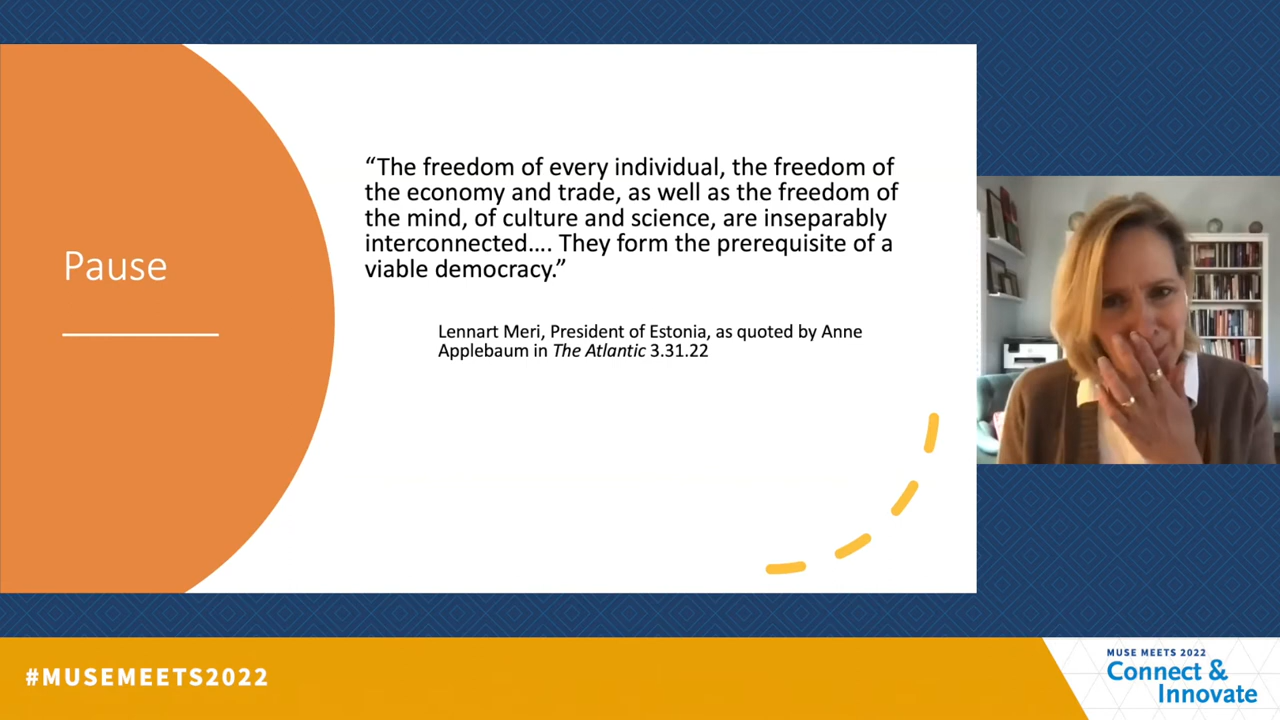 Pause
“The freedom of every individual, the freedom of
the economy and trade, as well as the freedom of
the mind, of culture and science, are inseparably
interconnected…. They form the prerequisite of a
viable democracy.”
Lennart Meri, President of Estonia, as quoted by Anne
Applebaum in The Atlantic 3.31.22
#MUSEMEETS2022
MUSE MEETS 2022
Connect &
Innovate